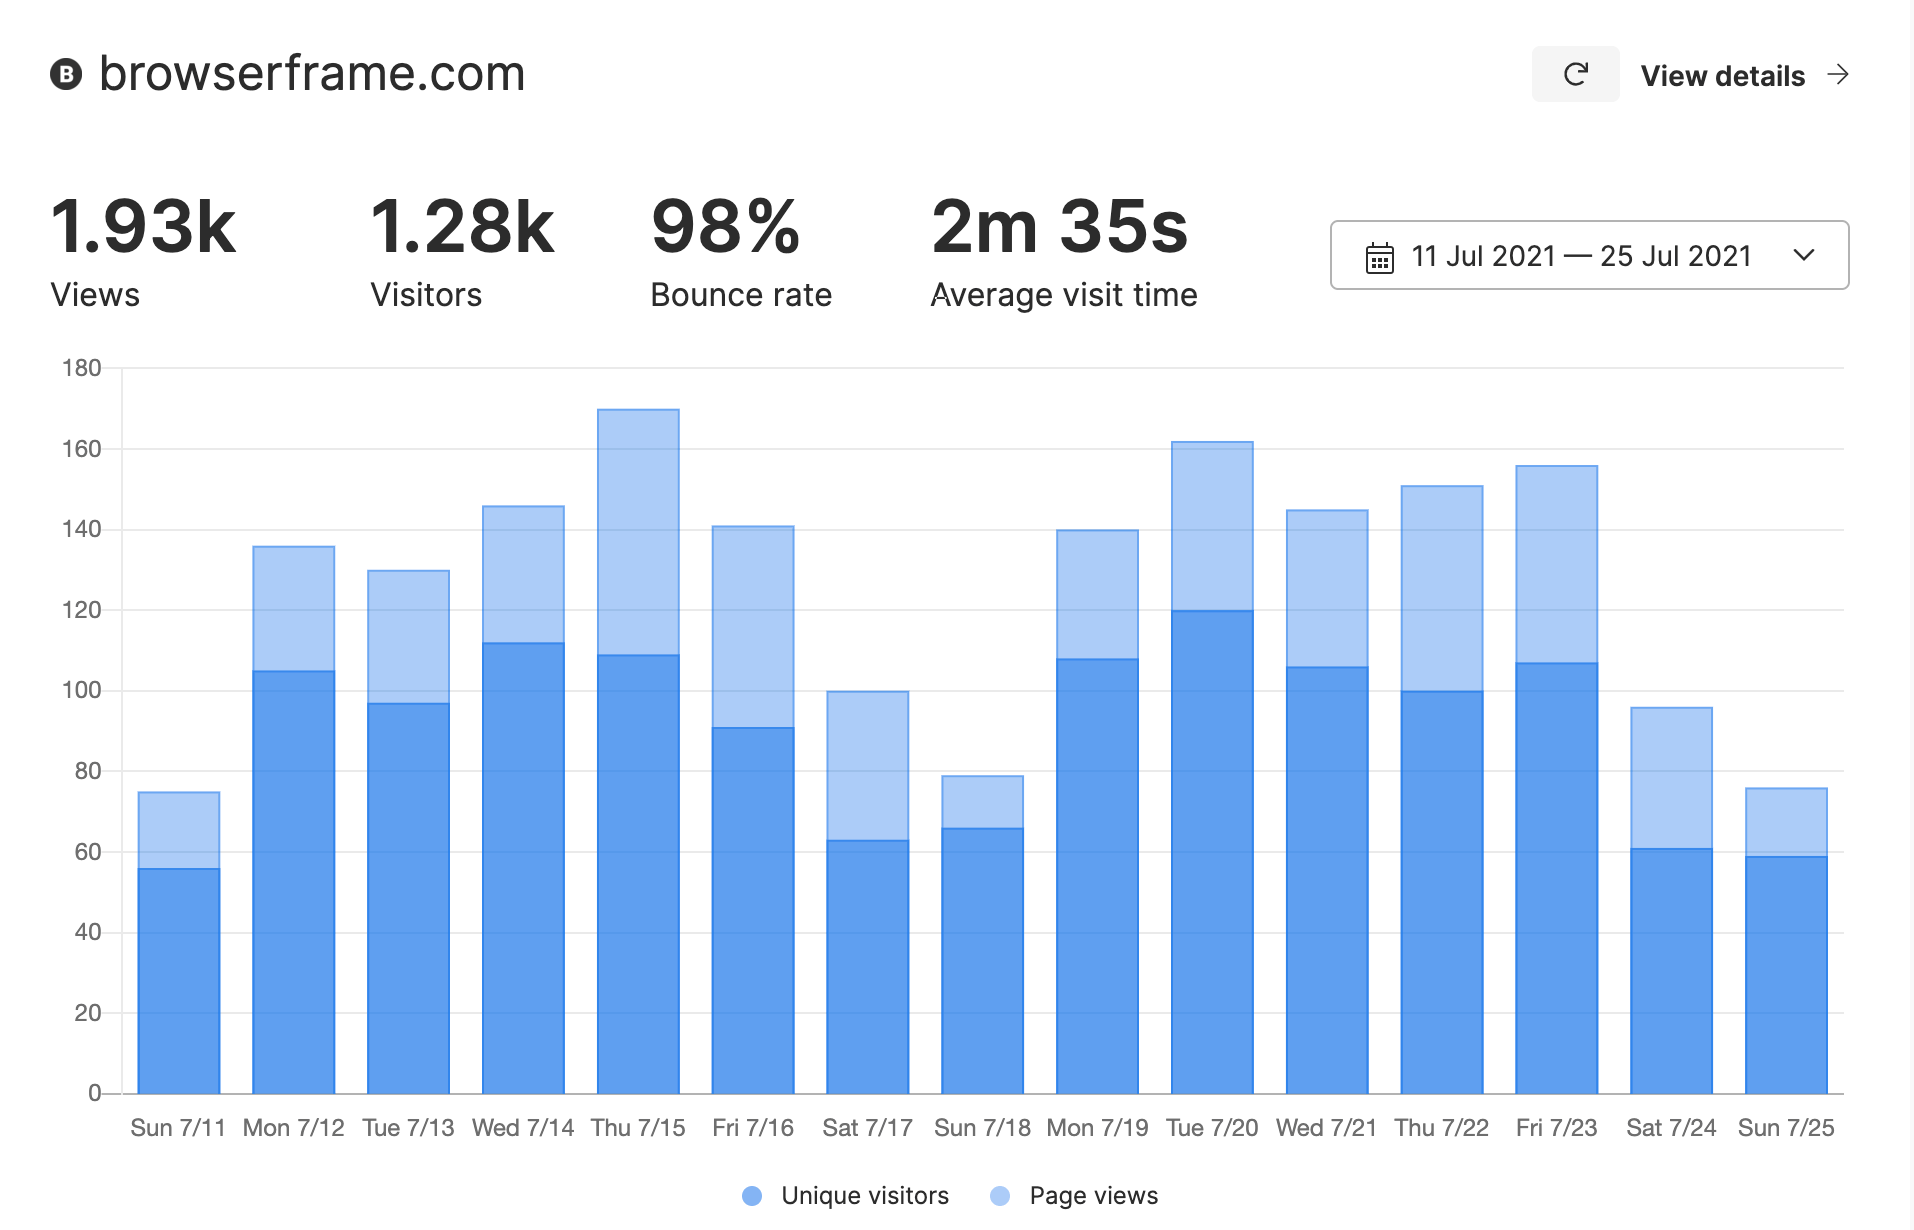 B browserframe.com
View details
1.93k 1.28k 98% 2m 35s
Views Visitors Bounce rate Average visit time
11 Jul 2021 — 25 Jul 2021
180
160
140
120
100
80
60
40
20
0
Sun 7/11 Mon 7/12 Tue 7/13 Wed 7/14 Thu 7/15 Fri 7/16 Sat 7/17 Sun 7/18 Mon 7/19 Tue 7/20 Wed 7/21 Thu 7/22 Fri 7/23 Sat 7/24 Sun 7/25
Unique visitors Page views